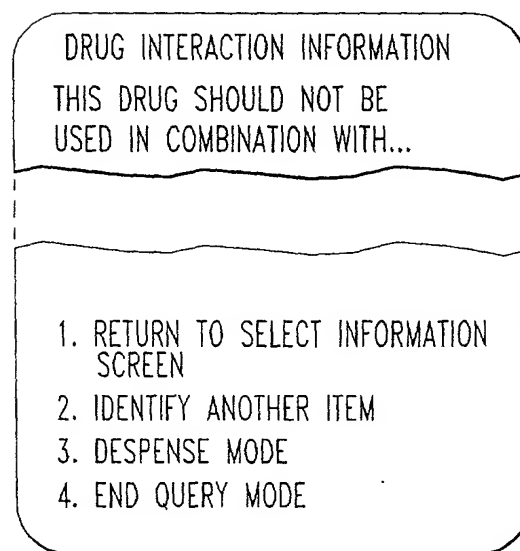 DRUG INTERACTION INFORMATION
THIS DRUG SHOULD NOT BE
USED IN COMBINATION WITH...
1. RETURN TO SELECT INFORMATION
SCREEN
2. IDENTIFY ANOTHER ITEM
3. DESPENSE MODE
4. END QUERY MODE